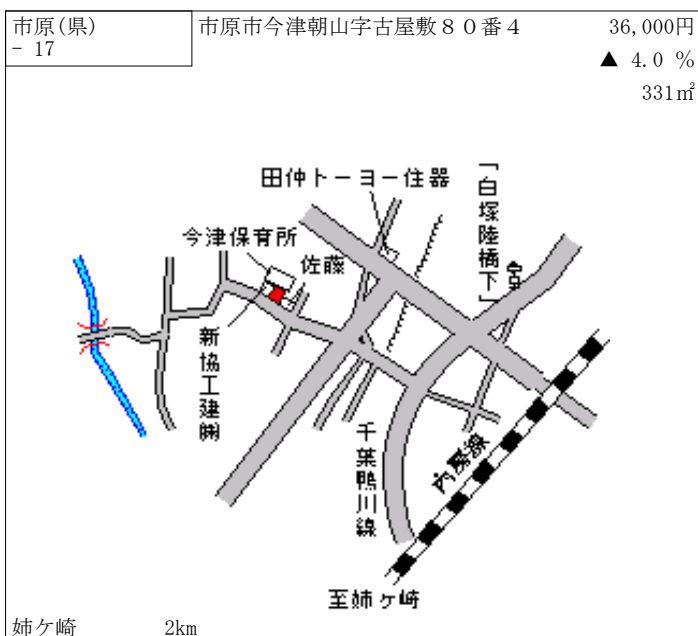 市原(県)
- 17
市原市今津朝山字古屋敷８０番４
36,000円
▲ 4.0 %
331㎡
田仲トーヨー住器
「白塚陸橋下」
今津保育所
佐藤
宮
新協工建㈱
千葉鴨川線
内房線
至姉ヶ崎
姉ケ崎 2km